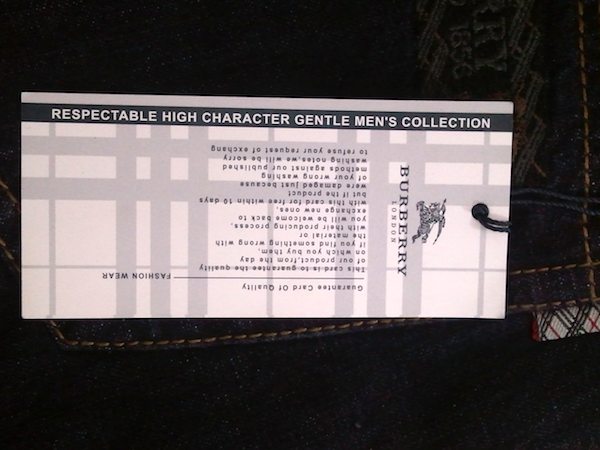 RESPECTABLE HIGH CHARACTER GENTLE MEN'S COLLECTION
BURBERRY
LONDON
FASHION WEAR
Guarantee Card Of Quality
This card is to guarantee the quality
of our product,from the day
on which you buy them.
if you find something wrong with
the material or
with their producing process,
you will be welcome back to
exchange new ones,
with this card for free within 10 days
but if the product
were damaged just because
of your wrong of washing
methods against our published
washing notes,we will be sorry
to refuse your request of exchang